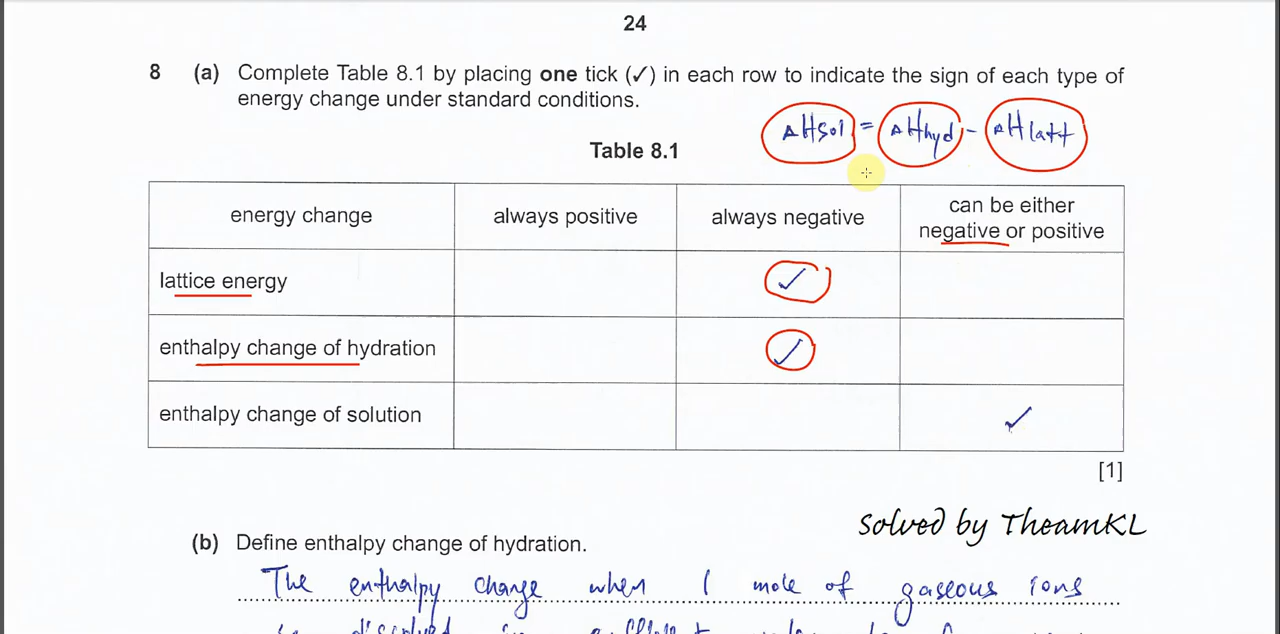 24
8 (a) Complete Table 8.1 by placing one tick (✓) in each row to indicate the sign of each type of
energy change under standard conditions.
ΔHsol = ΔHhyd - ΔHlatt
Table 8.1
energy change always positive always negative can be either negative or positive
lattice energy ✓
enthalpy change of hydration ✓
enthalpy change of solution ✓
[1]
Solved by TheamKL
(b) Define enthalpy change of hydration.
The enthalpy change when 1 mole of gaseous ions
dissolved in